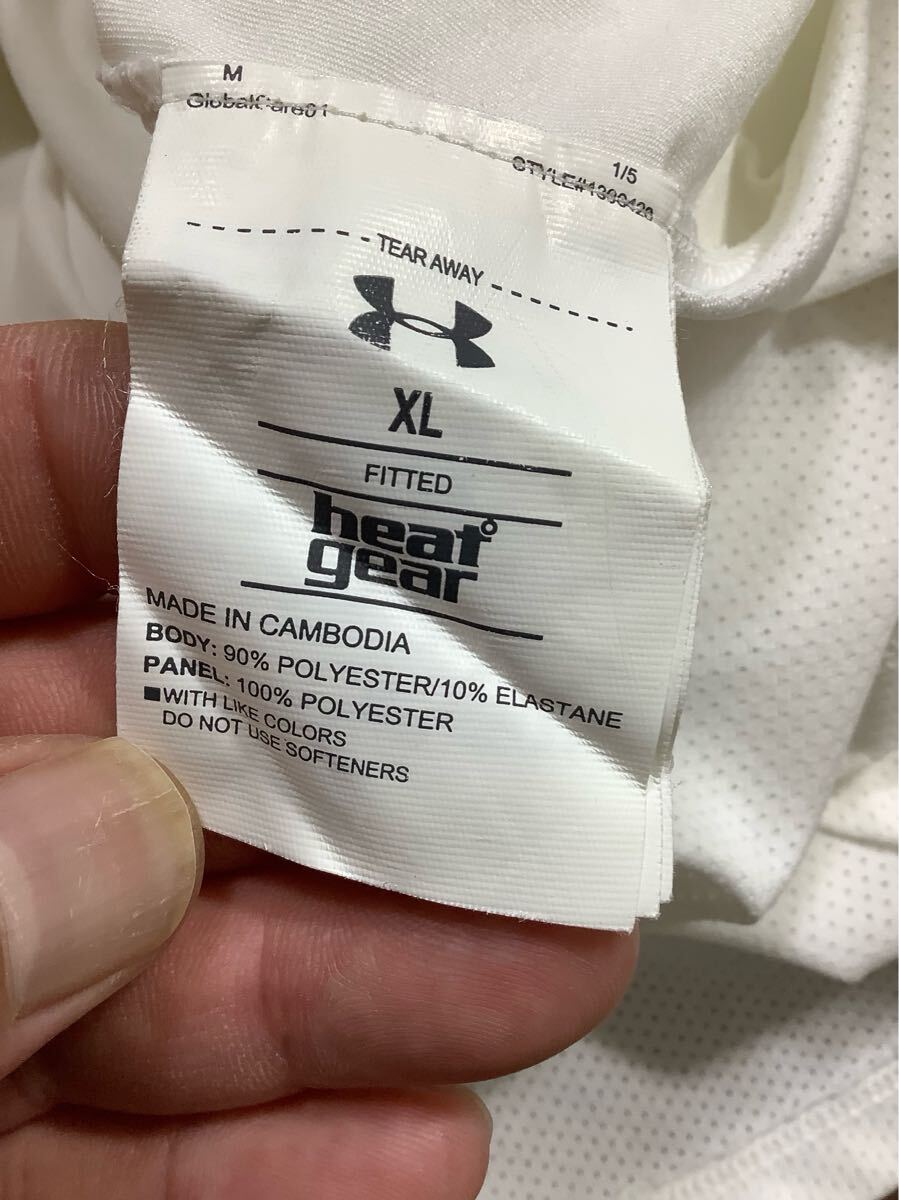 M
GlobalCare01
1/5
TEAR AWAY
XL
FITTED
heat
gear
MADE IN CAMBODIA
BODY: 90% POLYESTER/10% ELASTANE
PANEL: 100% POLYESTER
WITH LIKE COLORS
DO NOT USE SOFTENERS